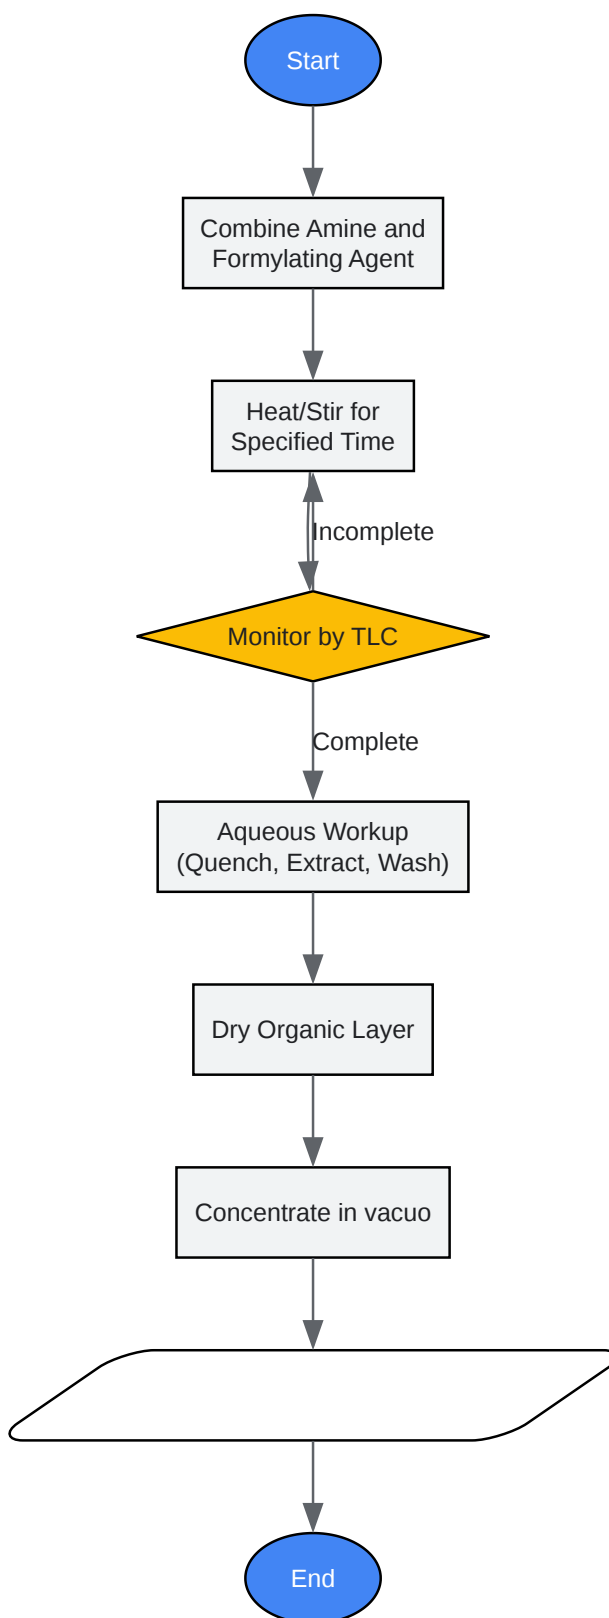 Start
Combine Amine and
Formylating Agent
Heat/Stir for
Specified Time
Incomplete
Monitor by TLC
Complete
Aqueous Workup
(Quench, Extract, Wash)
Dry Organic Layer
Concentrate in vacuo
End